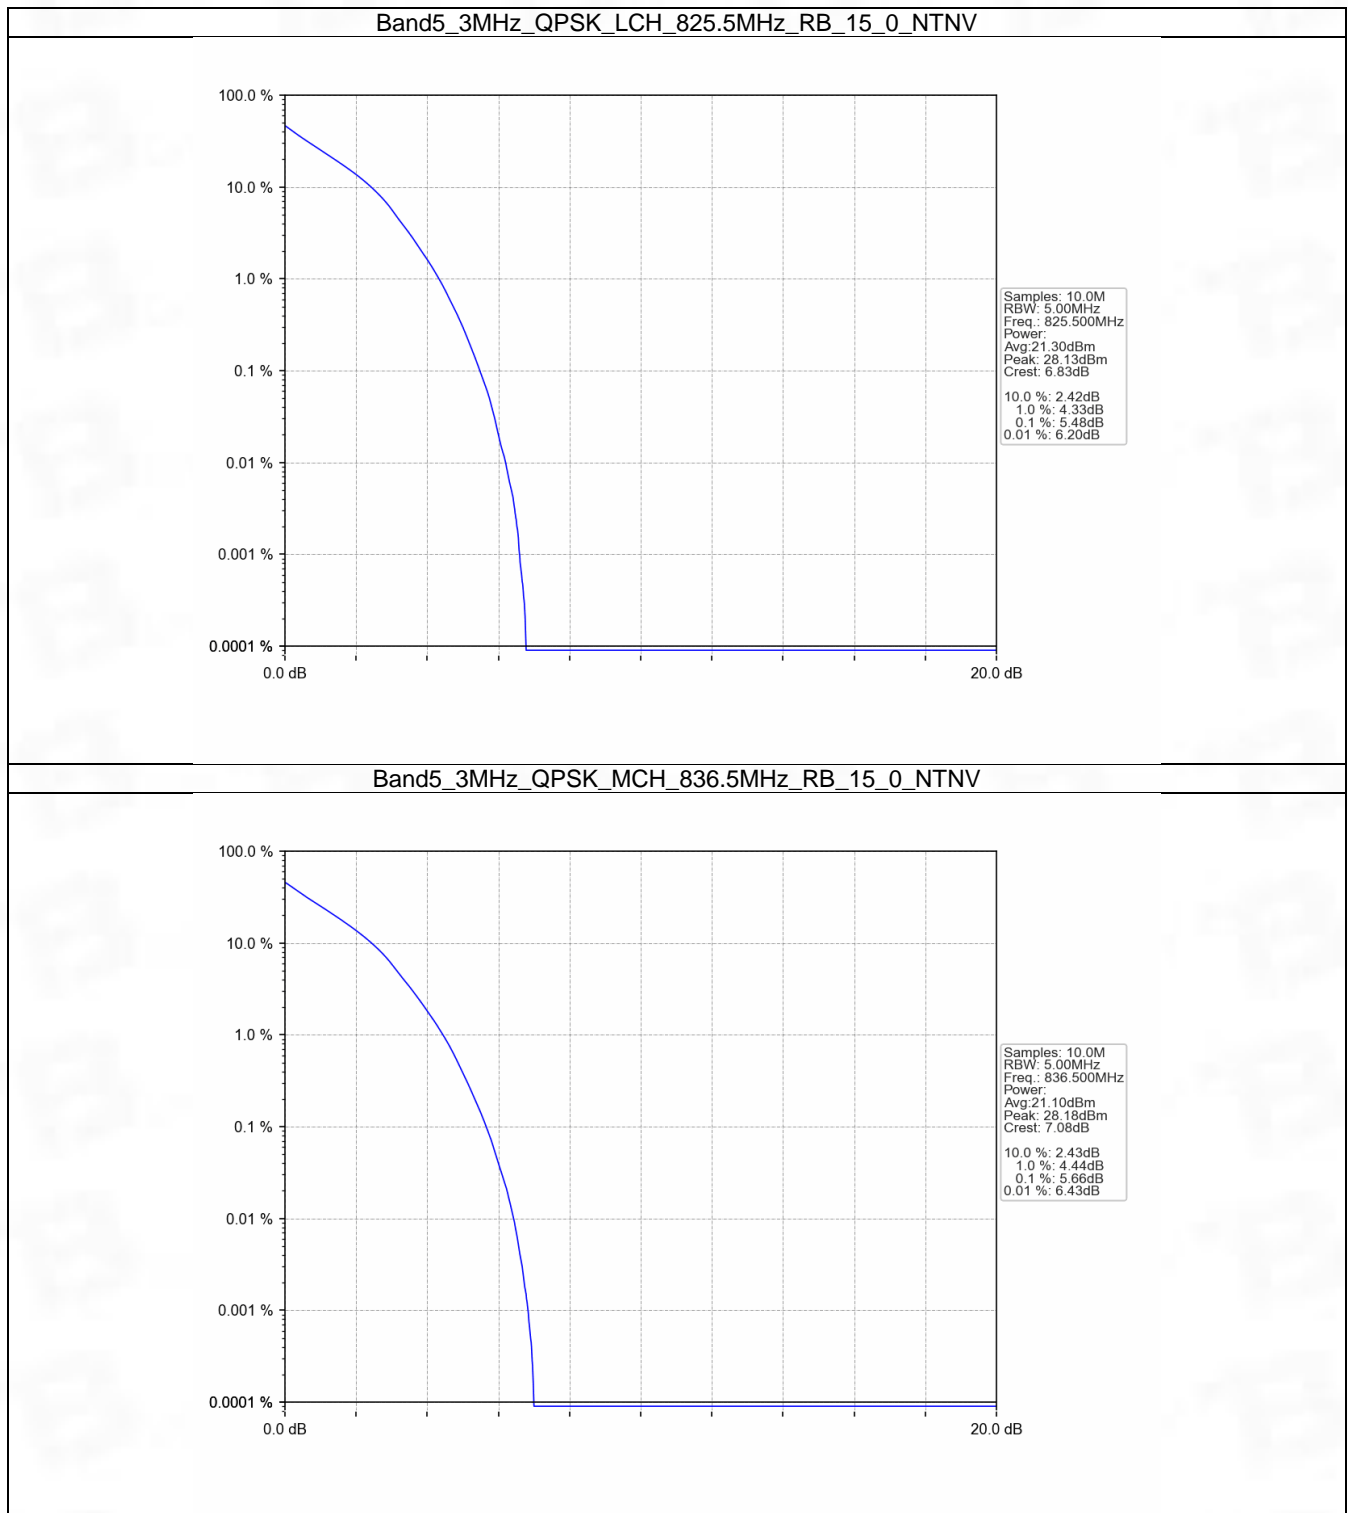 Band5_3MHz_QPSK_LCH_825.5MHz_RB_15_0_NTNV
100.0 %
10.0 %
1.0 %
0.1 %
0.01 %
0.001 %
0.0001 %
0.0 dB
20.0 dB
Samples: 10.0M
RBW: 5.00MHz
Freq.: 825.500MHz
Power:
Avg:21.30dBm
Peak: 28.13dBm
Crest: 6.83dB
10.0 %: 2.42dB
1.0 %: 4.33dB
0.1 %: 5.48dB
0.01 %: 6.20dB
Band5_3MHz_QPSK_MCH_836.5MHz_RB_15_0_NTNV
100.0 %
10.0 %
1.0 %
0.1 %
0.01 %
0.001 %
0.0001 %
0.0 dB
20.0 dB
Samples: 10.0M
RBW: 5.00MHz
Freq.: 836.500MHz
Power:
Avg:21.10dBm
Peak: 28.18dBm
Crest: 7.08dB
10.0 %: 2.43dB
1.0 %: 4.44dB
0.1 %: 5.66dB
0.01 %: 6.43dB